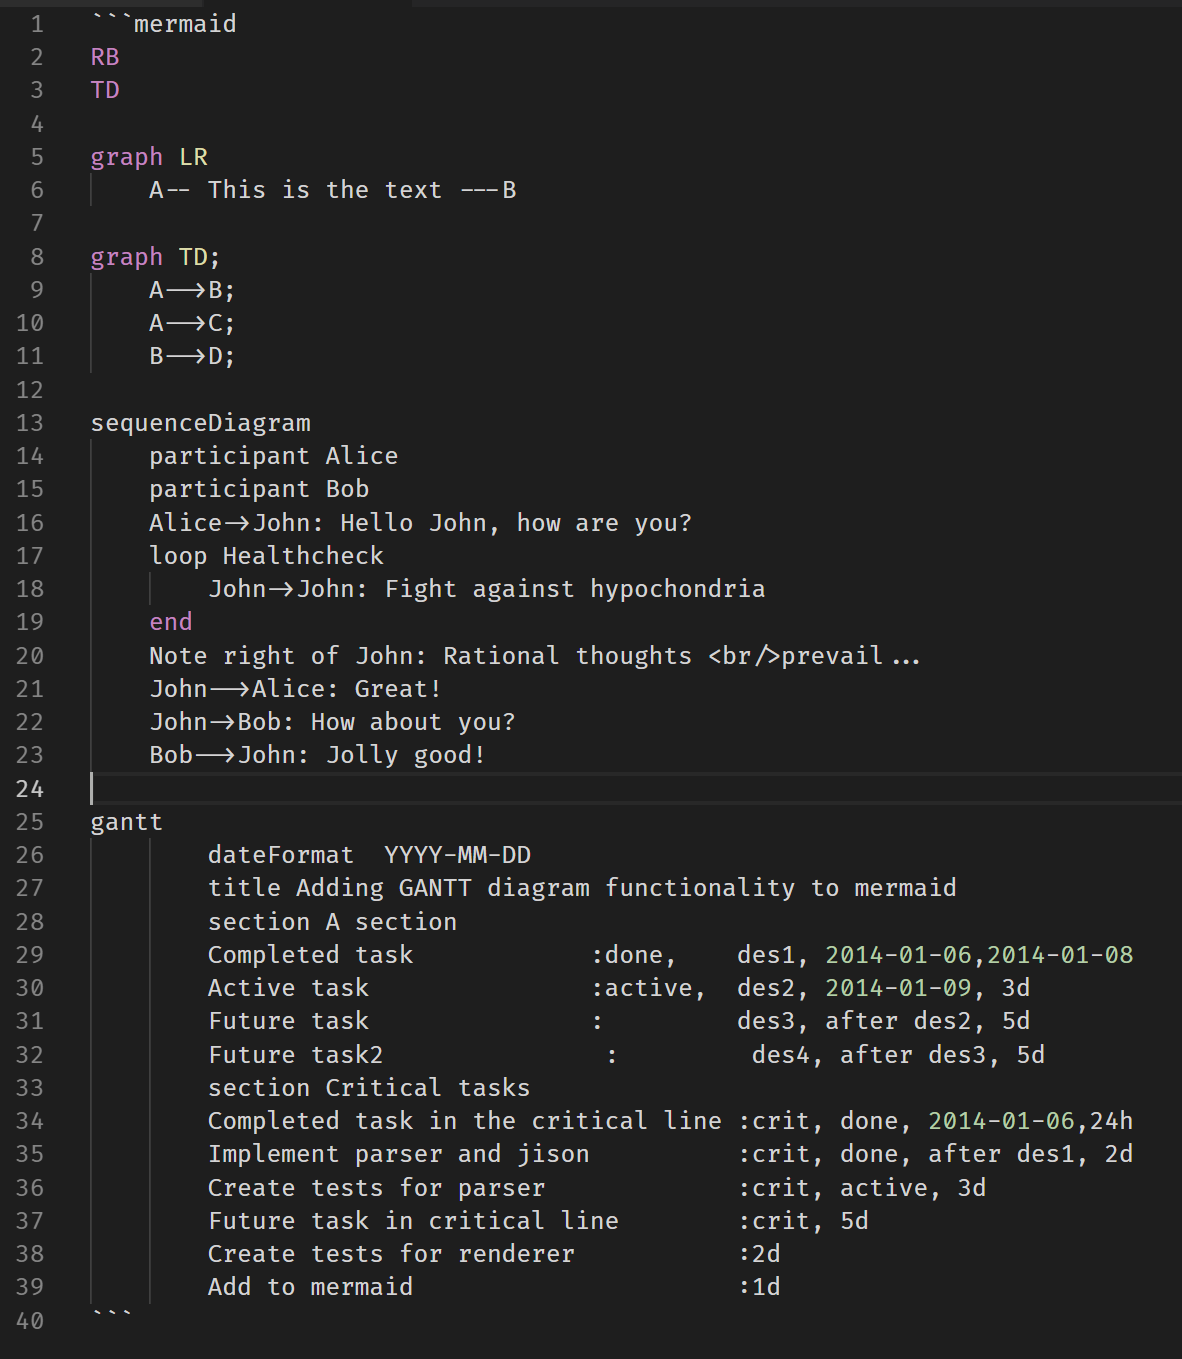 1 ```mermaid
2 RB
3 TD
4
5 graph LR
6     A-- This is the text ---B
7
8 graph TD;
9     A-->B;
10     A-->C;
11     B-->D;
12
13 sequenceDiagram
14     participant Alice
15     participant Bob
16     Alice->John: Hello John, how are you?
17     loop Healthcheck
18         John->John: Fight against hypochondria
19     end
20     Note right of John: Rational thoughts <br/>prevail...
21     John-->Alice: Great!
22     John->Bob: How about you?
23     Bob-->John: Jolly good!
24
25 gantt
26         dateFormat  YYYY-MM-DD
27         title Adding GANTT diagram functionality to mermaid
28         section A section
29         Completed task            :done,    des1, 2014-01-06,2014-01-08
30         Active task               :active,  des2, 2014-01-09, 3d
31         Future task               :         des3, after des2, 5d
32         Future task2               :         des4, after des3, 5d
33         section Critical tasks
34         Completed task in the critical line :crit, done, 2014-01-06,24h
35         Implement parser and jison          :crit, done, after des1, 2d
36         Create tests for parser             :crit, active, 3d
37         Future task in critical line        :crit, 5d
38         Create tests for renderer           :2d
39         Add to mermaid                      :1d
40 ```